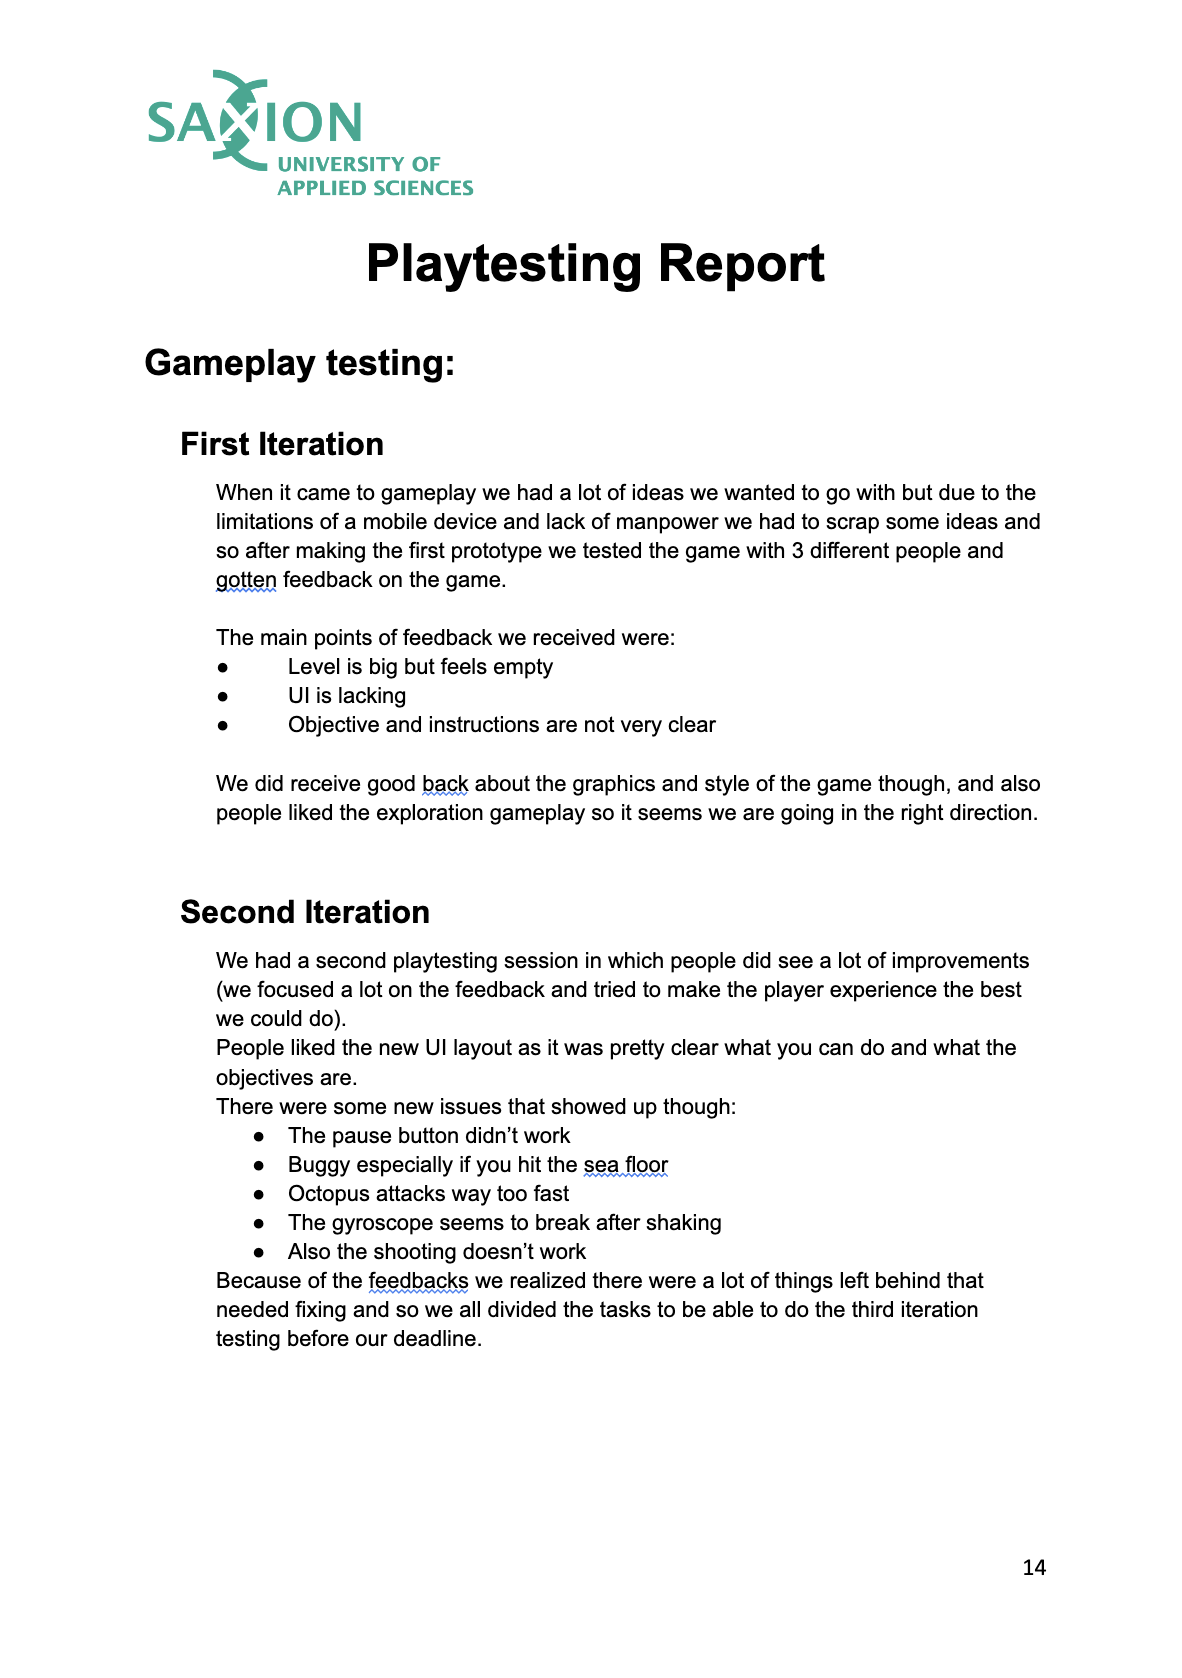 SAXION
UNIVERSITY OF
APPLIED SCIENCES
Playtesting Report
Gameplay testing:
First Iteration
When it came to gameplay we had a lot of ideas we wanted to go with but due to the
limitations of a mobile device and lack of manpower we had to scrap some ideas and
so after making the first prototype we tested the game with 3 different people and
gotten feedback on the game.
The main points of feedback we received were:
● Level is big but feels empty
● UI is lacking
● Objective and instructions are not very clear
We did receive good back about the graphics and style of the game though, and also
people liked the exploration gameplay so it seems we are going in the right direction.
Second Iteration
We had a second playtesting session in which people did see a lot of improvements
(we focused a lot on the feedback and tried to make the player experience the best
we could do).
People liked the new UI layout as it was pretty clear what you can do and what the
objectives are.
There were some new issues that showed up though:
● The pause button didn’t work
● Buggy especially if you hit the sea floor
● Octopus attacks way too fast
● The gyroscope seems to break after shaking
● Also the shooting doesn’t work
Because of the feedbacks we realized there were a lot of things left behind that
needed fixing and so we all divided the tasks to be able to do the third iteration
testing before our deadline.
14